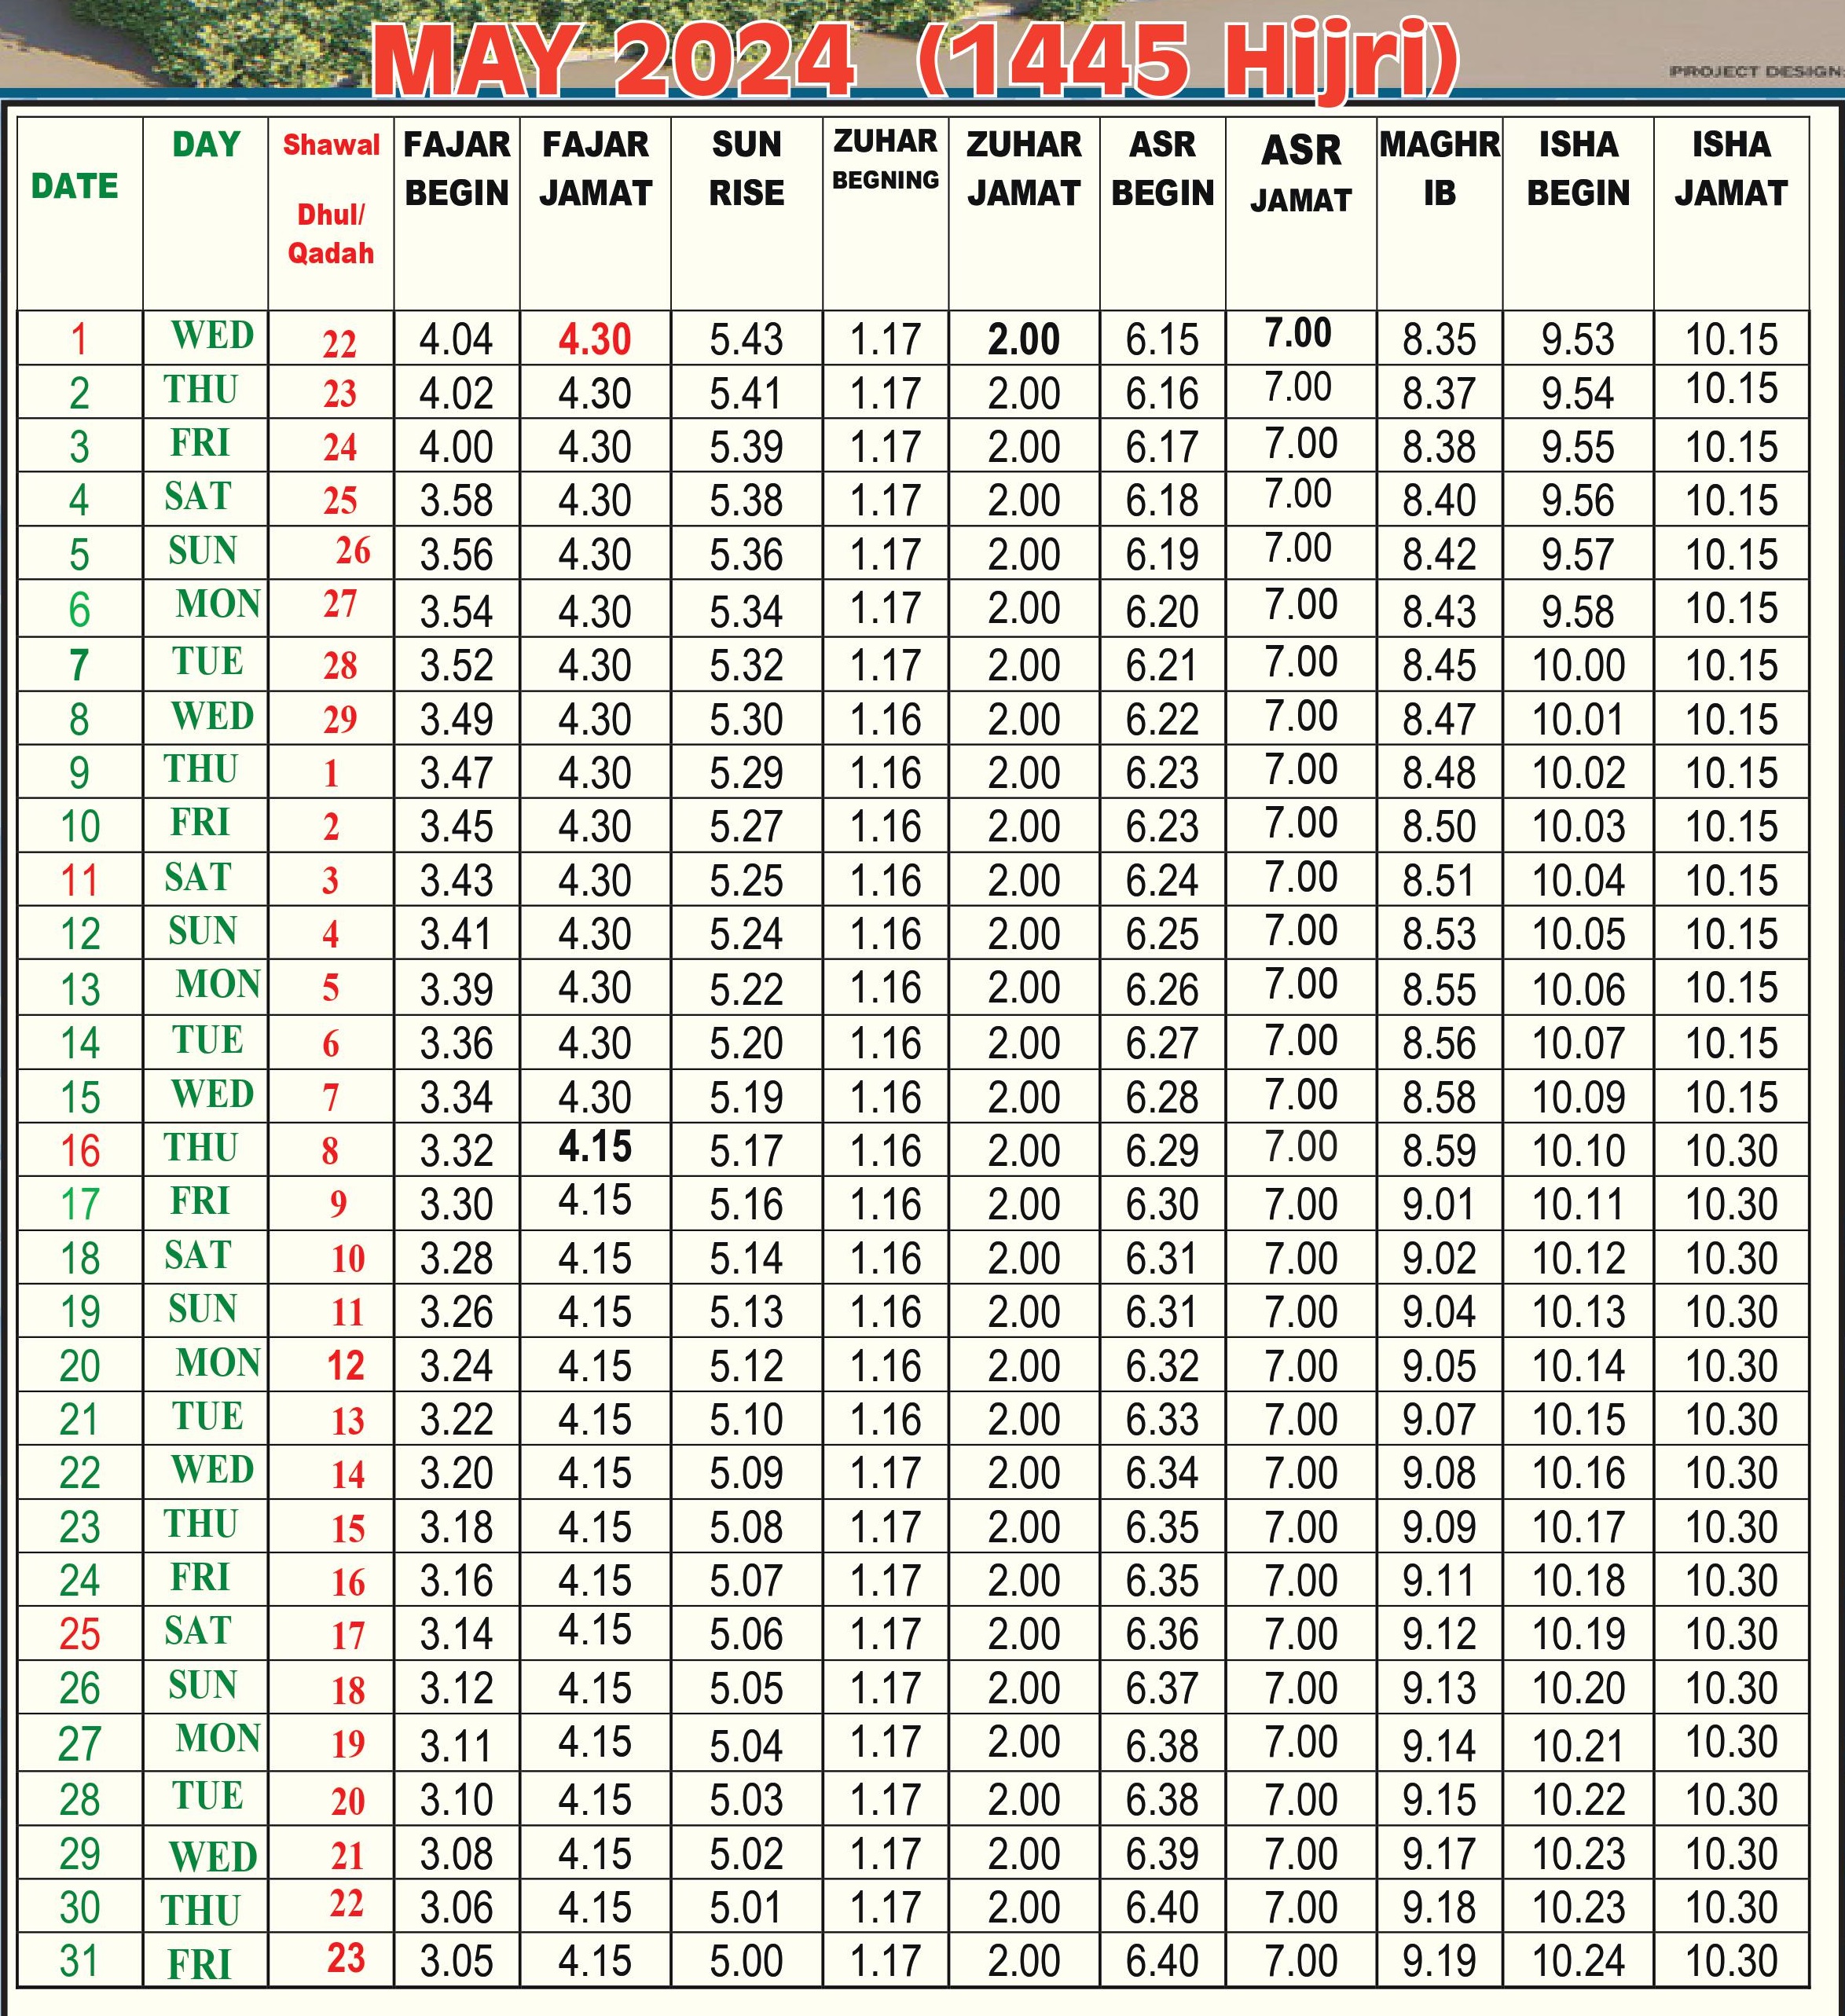 MAY 2024 (1445 Hijri)
PROJECT DESIGN:
DATE DAY Shawal Dhul/ Qadah FAJAR BEGIN FAJAR JAMAT SUN RISE ZUHAR BEGNING ZUHAR JAMAT ASR BEGIN ASR JAMAT MAGHR IB ISHA BEGIN ISHA JAMAT
1 WED 22 4.04 4.30 5.43 1.17 2.00 6.15 7.00 8.35 9.53 10.15
2 THU 23 4.02 4.30 5.41 1.17 2.00 6.16 7.00 8.37 9.54 10.15
3 FRI 24 4.00 4.30 5.39 1.17 2.00 6.17 7.00 8.38 9.55 10.15
4 SAT 25 3.58 4.30 5.38 1.17 2.00 6.18 7.00 8.40 9.56 10.15
5 SUN 26 3.56 4.30 5.36 1.17 2.00 6.19 7.00 8.42 9.57 10.15
6 MON 27 3.54 4.30 5.34 1.17 2.00 6.20 7.00 8.43 9.58 10.15
7 TUE 28 3.52 4.30 5.32 1.17 2.00 6.21 7.00 8.45 10.00 10.15
8 WED 29 3.49 4.30 5.30 1.16 2.00 6.22 7.00 8.47 10.01 10.15
9 THU 1 3.47 4.30 5.29 1.16 2.00 6.23 7.00 8.48 10.02 10.15
10 FRI 2 3.45 4.30 5.27 1.16 2.00 6.23 7.00 8.50 10.03 10.15
11 SAT 3 3.43 4.30 5.25 1.16 2.00 6.24 7.00 8.51 10.04 10.15
12 SUN 4 3.41 4.30 5.24 1.16 2.00 6.25 7.00 8.53 10.05 10.15
13 MON 5 3.39 4.30 5.22 1.16 2.00 6.26 7.00 8.55 10.06 10.15
14 TUE 6 3.36 4.30 5.20 1.16 2.00 6.27 7.00 8.56 10.07 10.15
15 WED 7 3.34 4.30 5.19 1.16 2.00 6.28 7.00 8.58 10.09 10.15
16 THU 8 3.32 4.15 5.17 1.16 2.00 6.29 7.00 8.59 10.10 10.30
17 FRI 9 3.30 4.15 5.16 1.16 2.00 6.30 7.00 9.01 10.11 10.30
18 SAT 10 3.28 4.15 5.14 1.16 2.00 6.31 7.00 9.02 10.12 10.30
19 SUN 11 3.26 4.15 5.13 1.16 2.00 6.31 7.00 9.04 10.13 10.30
20 MON 12 3.24 4.15 5.12 1.16 2.00 6.32 7.00 9.05 10.14 10.30
21 TUE 13 3.22 4.15 5.10 1.16 2.00 6.33 7.00 9.07 10.15 10.30
22 WED 14 3.20 4.15 5.09 1.17 2.00 6.34 7.00 9.08 10.16 10.30
23 THU 15 3.18 4.15 5.08 1.17 2.00 6.35 7.00 9.09 10.17 10.30
24 FRI 16 3.16 4.15 5.07 1.17 2.00 6.35 7.00 9.11 10.18 10.30
25 SAT 17 3.14 4.15 5.06 1.17 2.00 6.36 7.00 9.12 10.19 10.30
26 SUN 18 3.12 4.15 5.05 1.17 2.00 6.37 7.00 9.13 10.20 10.30
27 MON 19 3.11 4.15 5.04 1.17 2.00 6.38 7.00 9.14 10.21 10.30
28 TUE 20 3.10 4.15 5.03 1.17 2.00 6.38 7.00 9.15 10.22 10.30
29 WED 21 3.08 4.15 5.02 1.17 2.00 6.39 7.00 9.17 10.23 10.30
30 THU 22 3.06 4.15 5.01 1.17 2.00 6.40 7.00 9.18 10.23 10.30
31 FRI 23 3.05 4.15 5.00 1.17 2.00 6.40 7.00 9.19 10.24 10.30